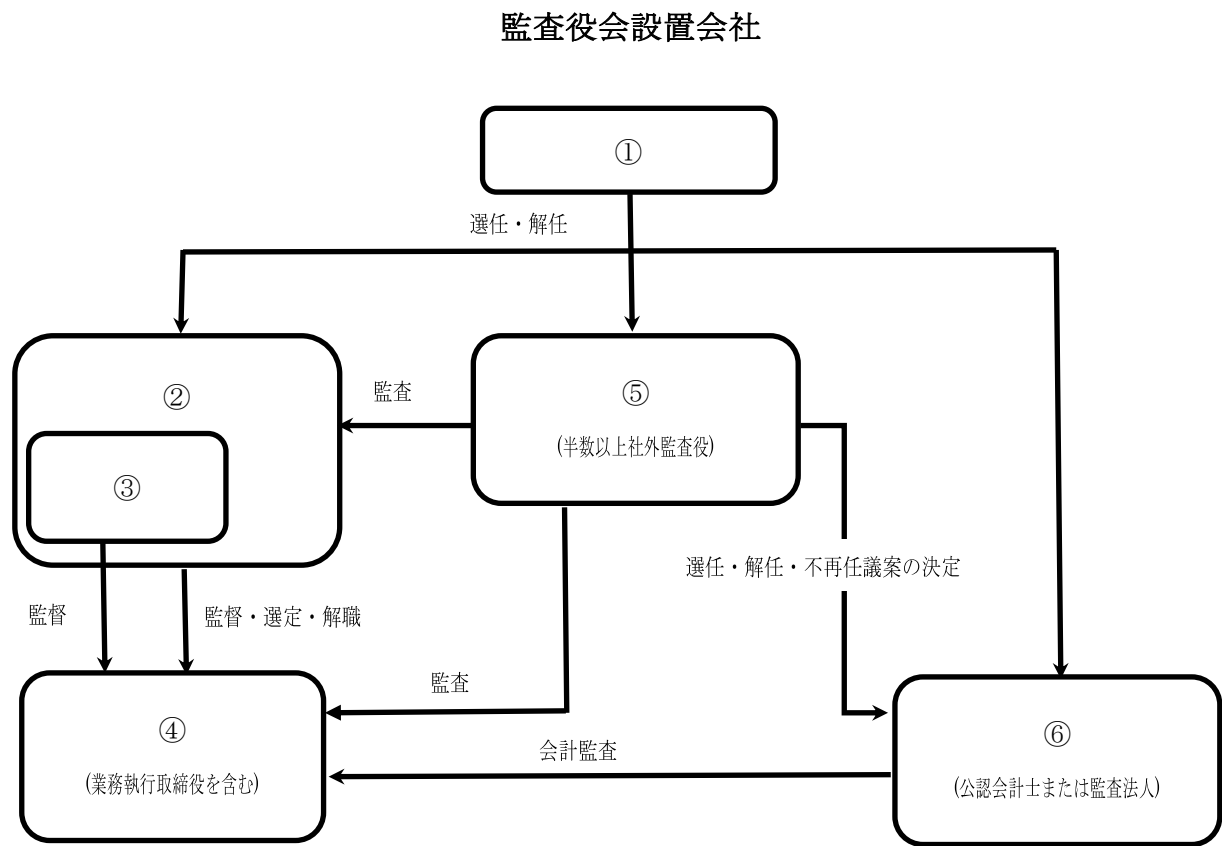 監査役会設置会社
①
選任・解任
②
監査
⑤
(半数以上社外監査役)
③
選任・解任・不再任議案の決定
監督
監督・選定・解職
監査
④
(業務執行取締役を含む)
会計監査
⑥
(公認会計士または監査法人)